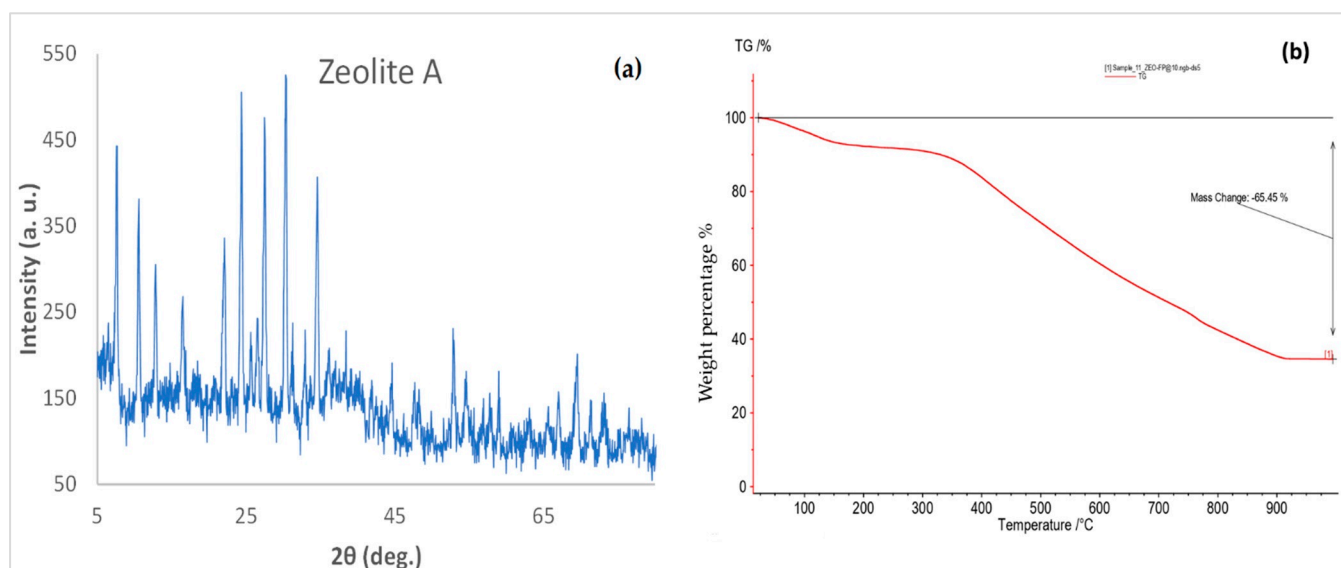 Zeolite A
(a)
550
450
350
250
150
50
Intensity (a. u.)
5
25
45
65
2θ (deg.)
TG /%
(b)
[1] Sample_11_ZEO-FP@10.ngb-ds5
TG
100
80
60
40
20
0
Weight percentage %
Mass Change: -65.45 %
[1]
100
200
300
400
500
600
700
800
900
Temperature /°C